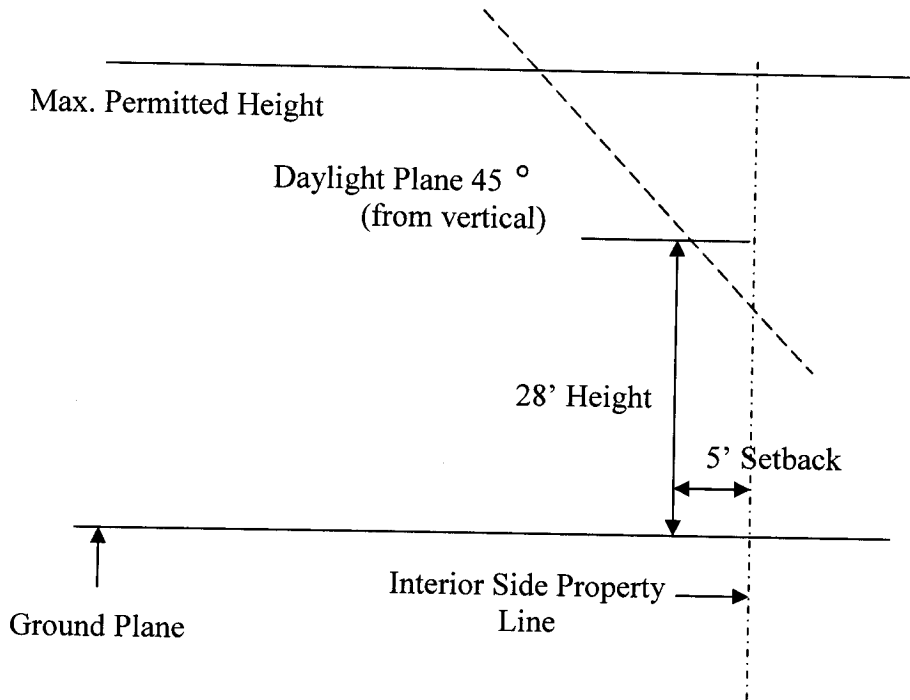 Max. Permitted Height
Daylight Plane 45 °
(from vertical)
28’ Height
5’ Setback
Interior Side Property
Line
Ground Plane